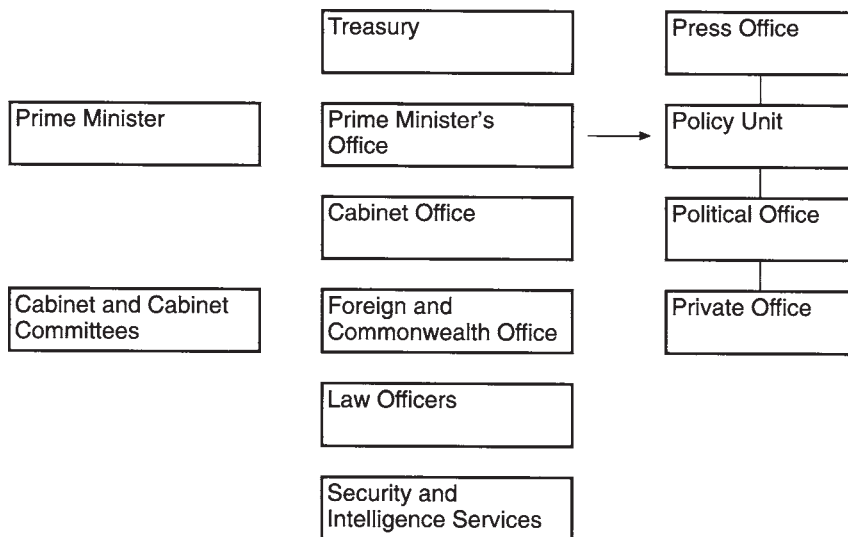 Treasury
Press Office
Prime Minister
Prime Minister's
Office
Policy Unit
Cabinet Office
Political Office
Cabinet and Cabinet
Committees
Foreign and
Commonwealth Office
Private Office
Law Officers
Security and
Intelligence Services